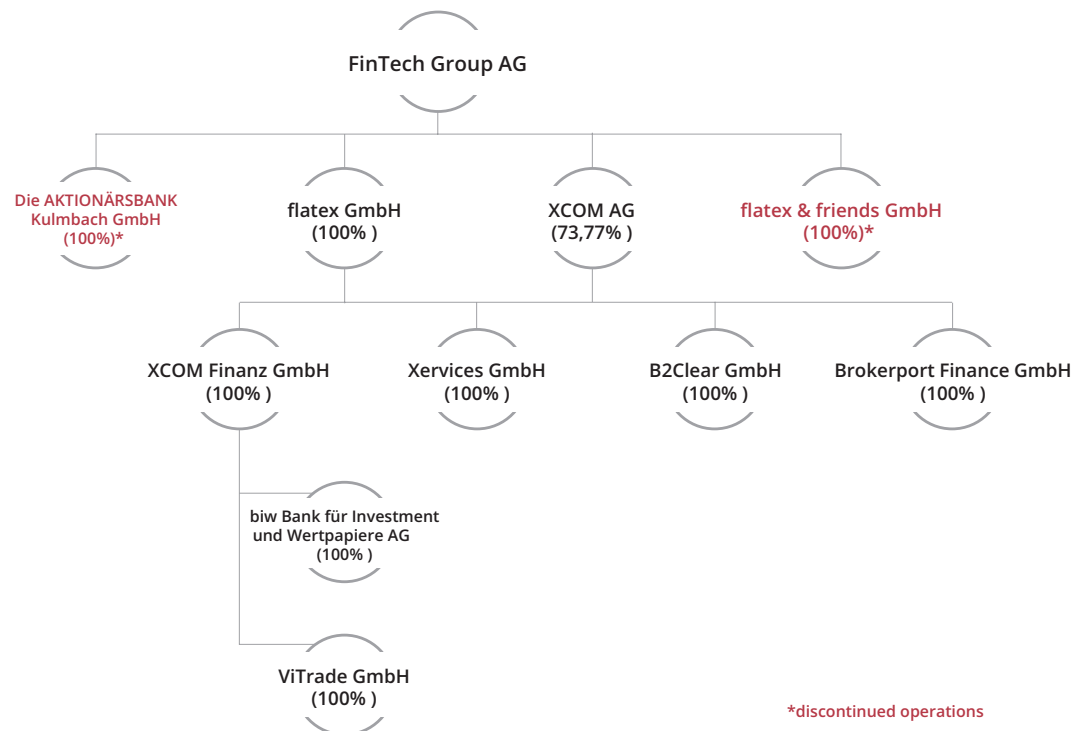 FinTech Group AG
Die AKTIONÄRSBANK
Kulmbach GmbH
(100%)*
flatex GmbH
(100% )
XCOM AG
(73,77% )
flatex & friends GmbH
(100%)*
XCOM Finanz GmbH
(100% )
Xervices GmbH
(100% )
B2Clear GmbH
(100% )
Brokerport Finance GmbH
(100% )
biw Bank für Investment
und Wertpapiere AG
(100% )
ViTrade GmbH
(100% )
*discontinued operations